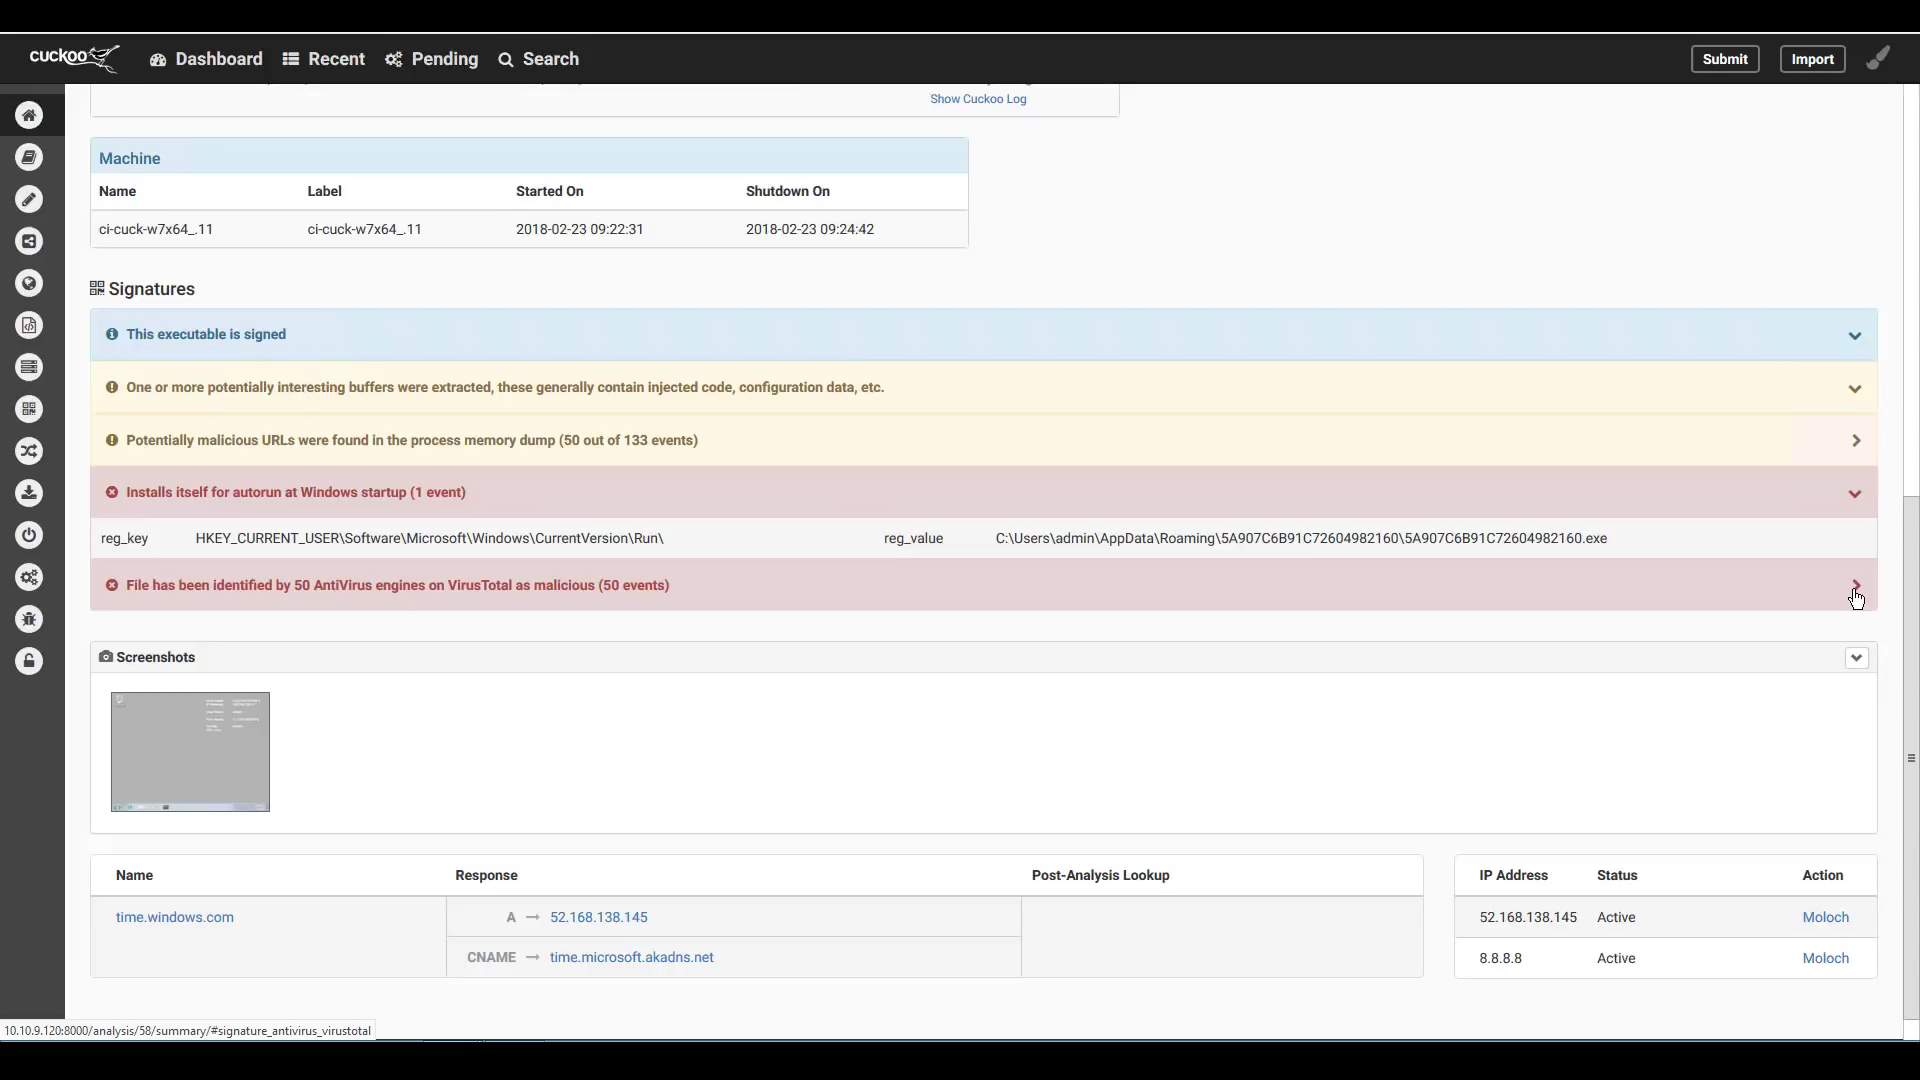 cuckoo Dashboard Recent Pending Search Submit Import
Show Cuckoo Log
Machine
Name Label Started On Shutdown On
ci-cuck-w7x64_.11 ci-cuck-w7x64_.11 2018-02-23 09:22:31 2018-02-23 09:24:42
Signatures
This executable is signed
One or more potentially interesting buffers were extracted, these generally contain injected code, configuration data, etc.
Potentially malicious URLs were found in the process memory dump (50 out of 133 events)
Installs itself for autorun at Windows startup (1 event)
reg_key HKEY_CURRENT_USER\Software\Microsoft\Windows\CurrentVersion\Run\ reg_value C:\Users\admin\AppData\Roaming\5A907C6B91C72604982160\5A907C6B91C72604982160.exe
File has been identified by 50 AntiVirus engines on VirusTotal as malicious (50 events)
Screenshots
Name Response Post-Analysis Lookup IP Address Status Action
time.windows.com A → 52.168.138.145 52.168.138.145 Active Moloch
CNAME → time.microsoft.akadns.net 8.8.8.8 Active Moloch
10.10.9.120:8000/analysis/58/summary/#signature_antivirus_virustotal